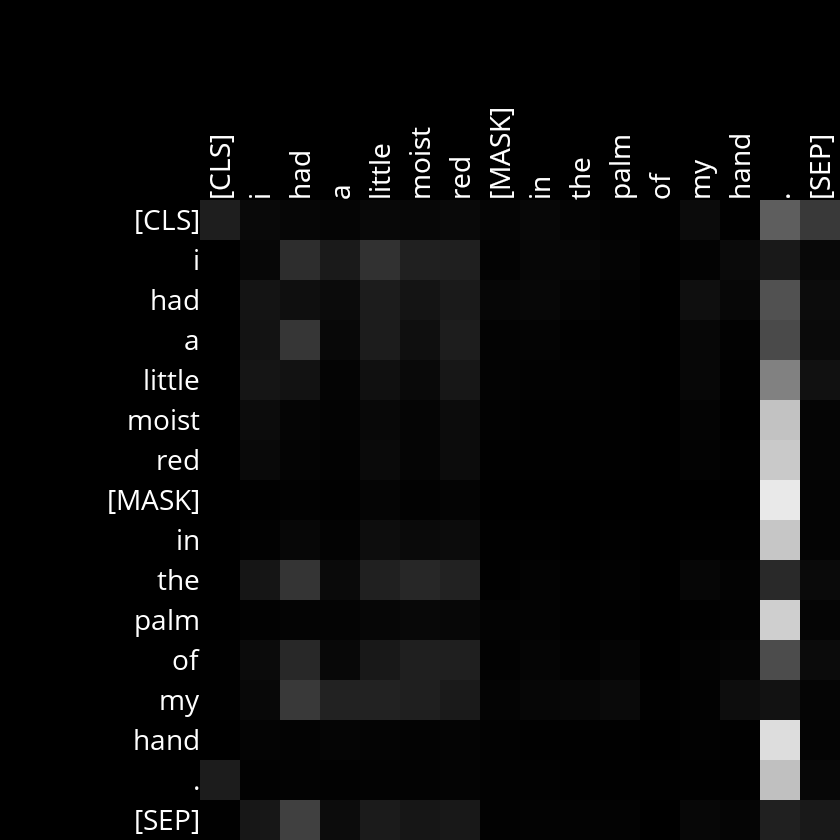 [CLS] i had a little moist red [MASK] in the palm of my hand . [SEP]
[CLS]
i
had
a
little
moist
red
[MASK]
in
the
palm
of
my
hand
.
[SEP]